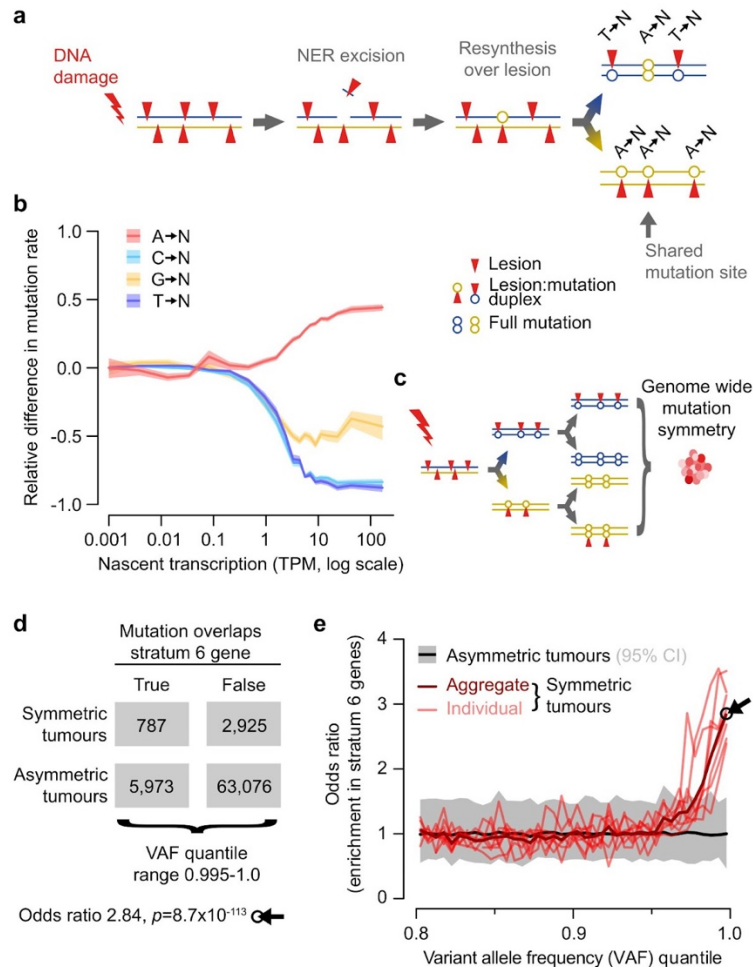 a
DNA
damage
NER excision
Resynthesis
over lesion
T→N A→N T→N
A→N A→N A→N
Shared
mutation site
b
Relative difference in mutation rate
1.0
0.5
0.0
-0.5
-1.0
A→N
C→N
G→N
T→N
0.001 0.01 0.1 1 10 100
Nascent transcription (TPM, log scale)
Lesion
Lesion:mutation
duplex
Full mutation
c
Genome wide
mutation
symmetry
d
Mutation overlaps
stratum 6 gene
True False
Symmetric
tumours
787 2,925
Asymmetric
tumours
5,973 63,076
VAF quantile
range 0.995-1.0
Odds ratio 2.84, p=8.7x10⁻¹¹³
e
Odds ratio
(enrichment in stratum 6 genes)
4
3
2
1
0
Asymmetric tumours (95% CI)
Aggregate
Individual
Symmetric
tumours
0.8 0.9 1.0
Variant allele frequency (VAF) quantile